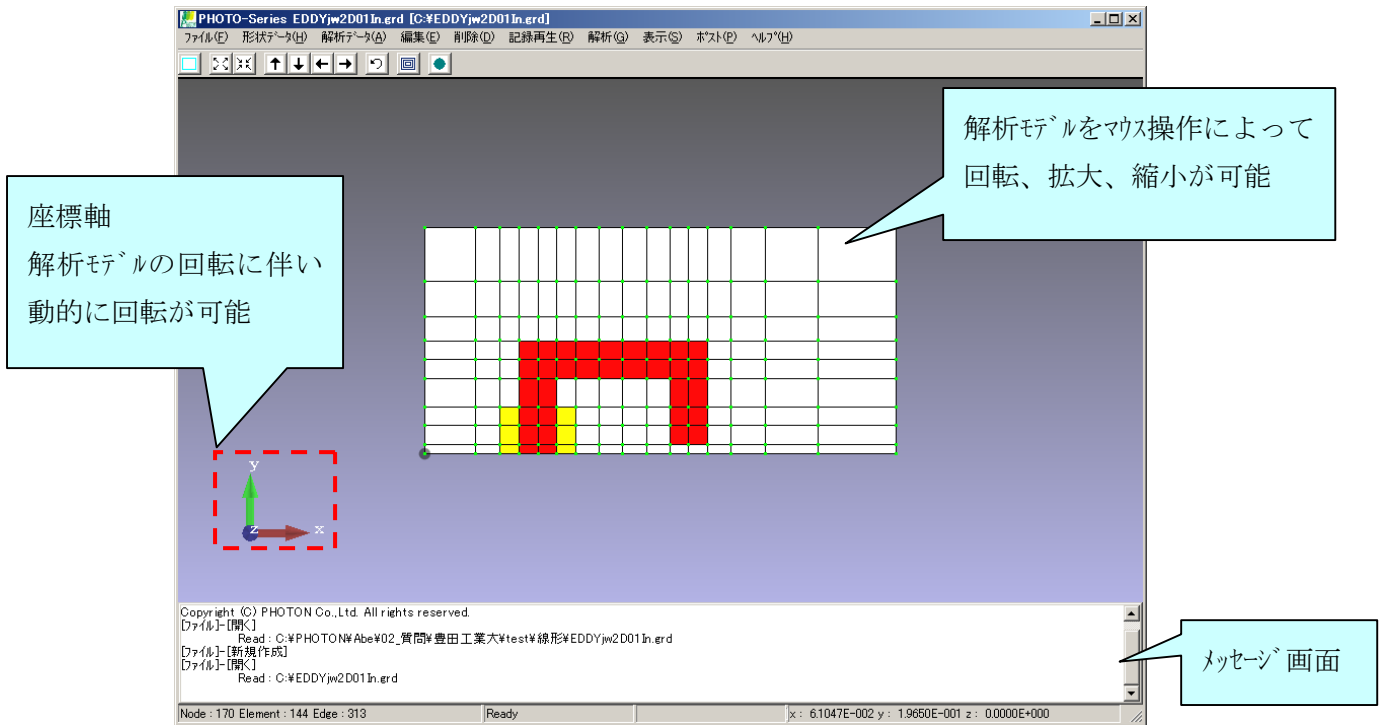 PHOTO-Series EDDYjw2D01In.grd [C:¥EDDYjw2D01In.grd]
ファイル(F) 形状データ(H) 解析データ(A) 編集(E) 削除(D) 記録再生(R) 解析(G) 表示(S) ポスト(P) ヘルプ(H)
解析モデルをマウス操作によって
回転、拡大、縮小が可能
座標軸
解析モデルの回転に伴い
動的に回転が可能
y
z
x
Copyright (C) PHOTON Co.,Ltd. All rights reserved.
[ファイル]-[開く]
Read : C:¥PHOTON¥Abe¥02_質問¥豊田工業大¥test¥線形¥EDDYjw2D01In.grd
[ファイル]-[新規作成]
[ファイル]-[開く]
Read : C:¥EDDYjw2D01In.grd
メッセージ画面
Node : 170 Element : 144 Edge : 313
Ready
x : 6.1047E-002 y : 1.9650E-001 z : 0.0000E+000